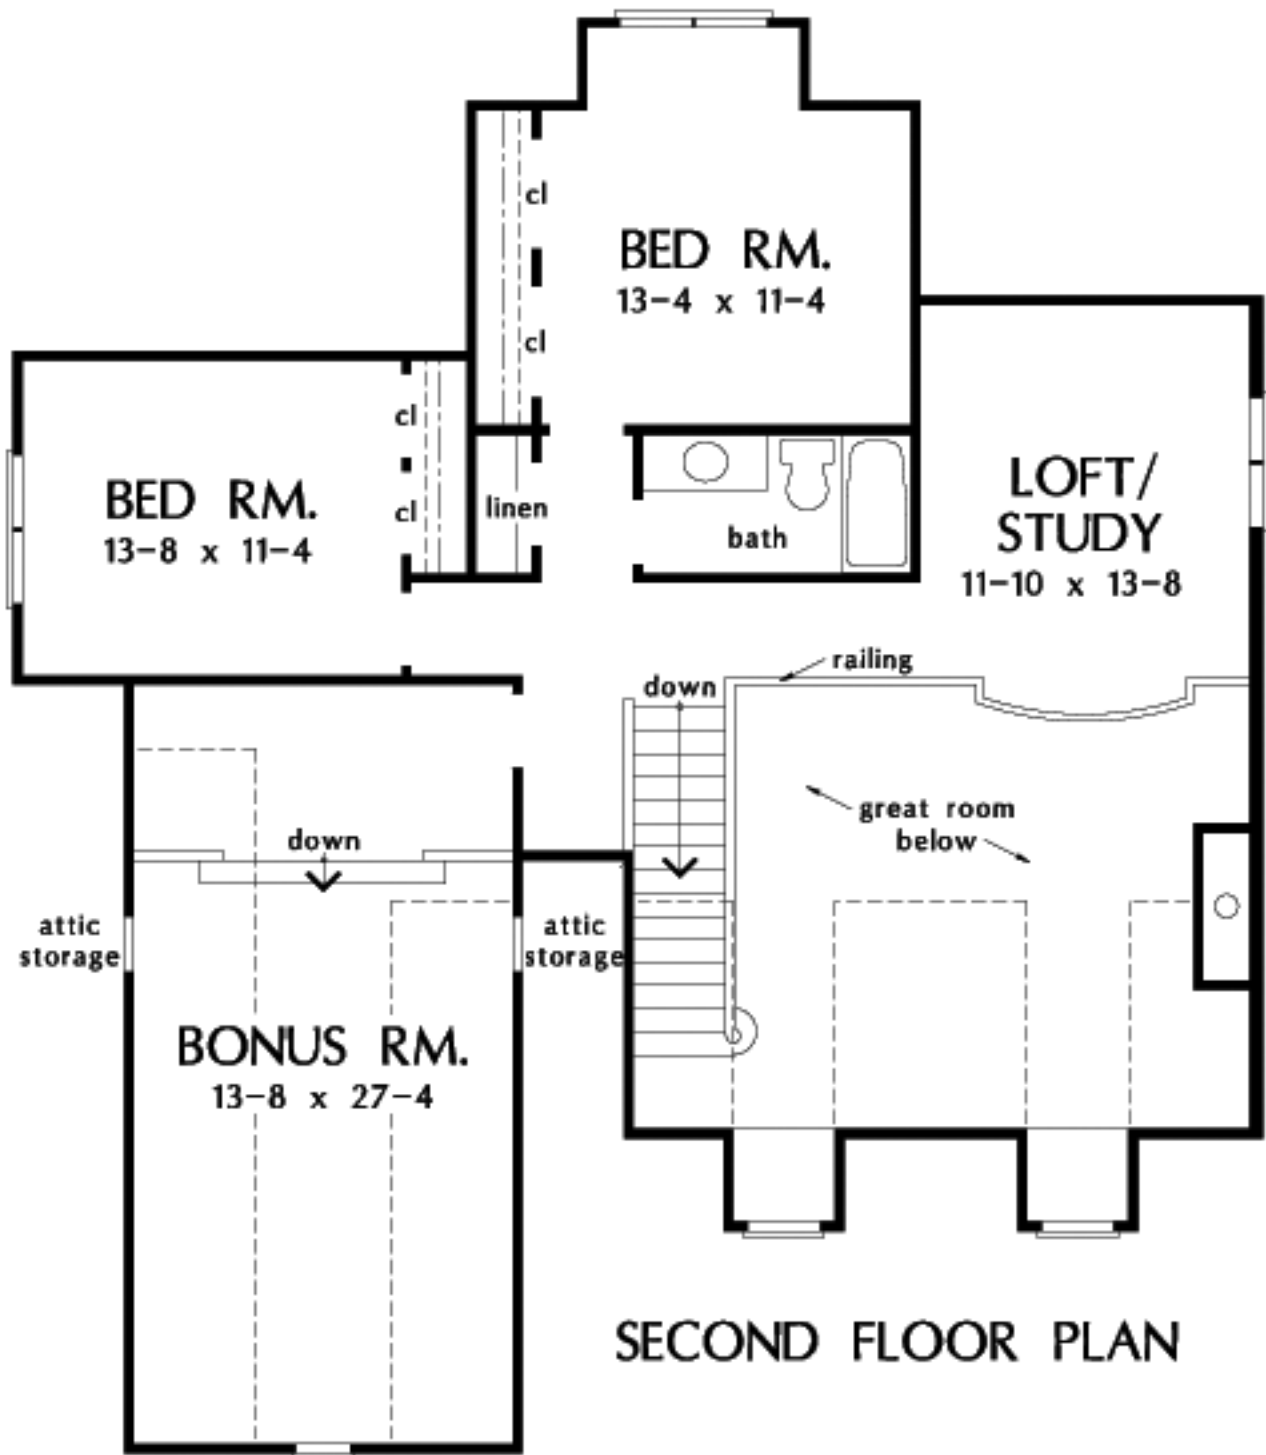 cl
BED RM.
13-4 x 11-4
cl
cl
BED RM.
13-8 x 11-4
cl
linen
bath
LOFT/
STUDY
11-10 x 13-8
railing
down
great room
below
down
attic
storage
attic
storage
BONUS RM.
13-8 x 27-4
SECOND FLOOR PLAN